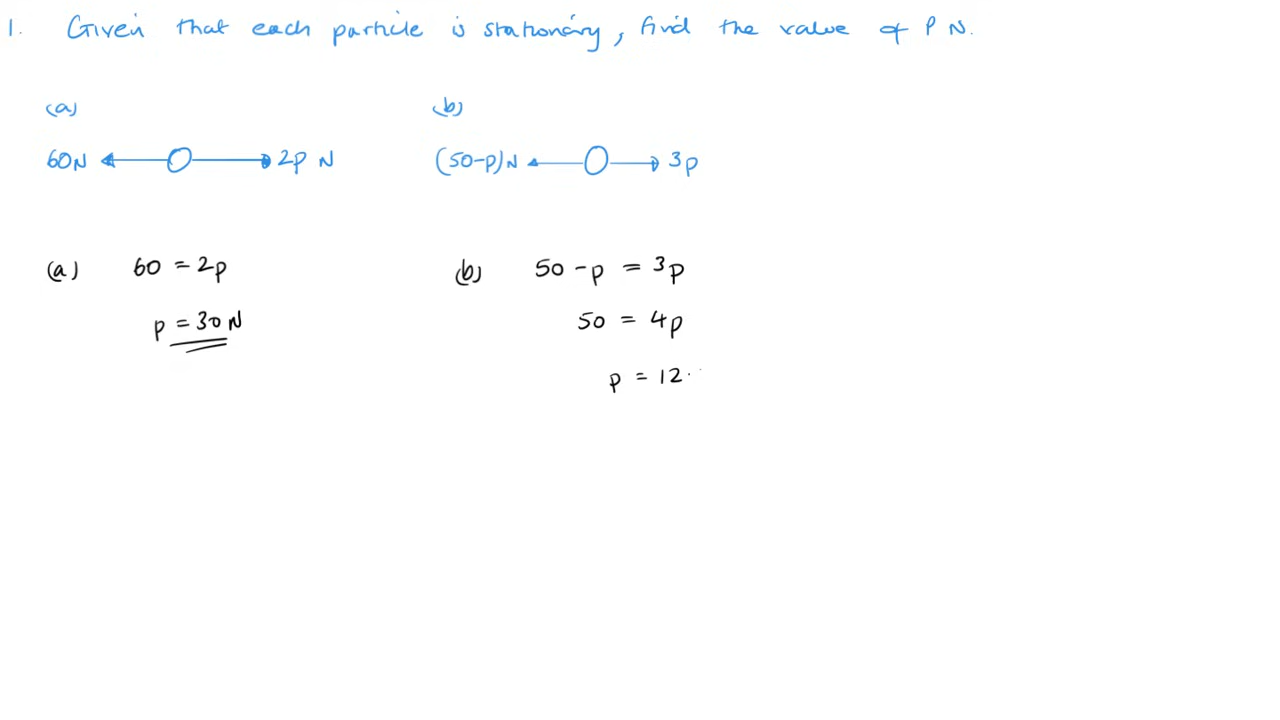 1. Given that each particle is stationary, find the value of P N.
(a) (b)
60N 2p N (50-p)N 3p
(a) 60 = 2p (b) 50 - p = 3p
p = 30 N 50 = 4p
p = 12.